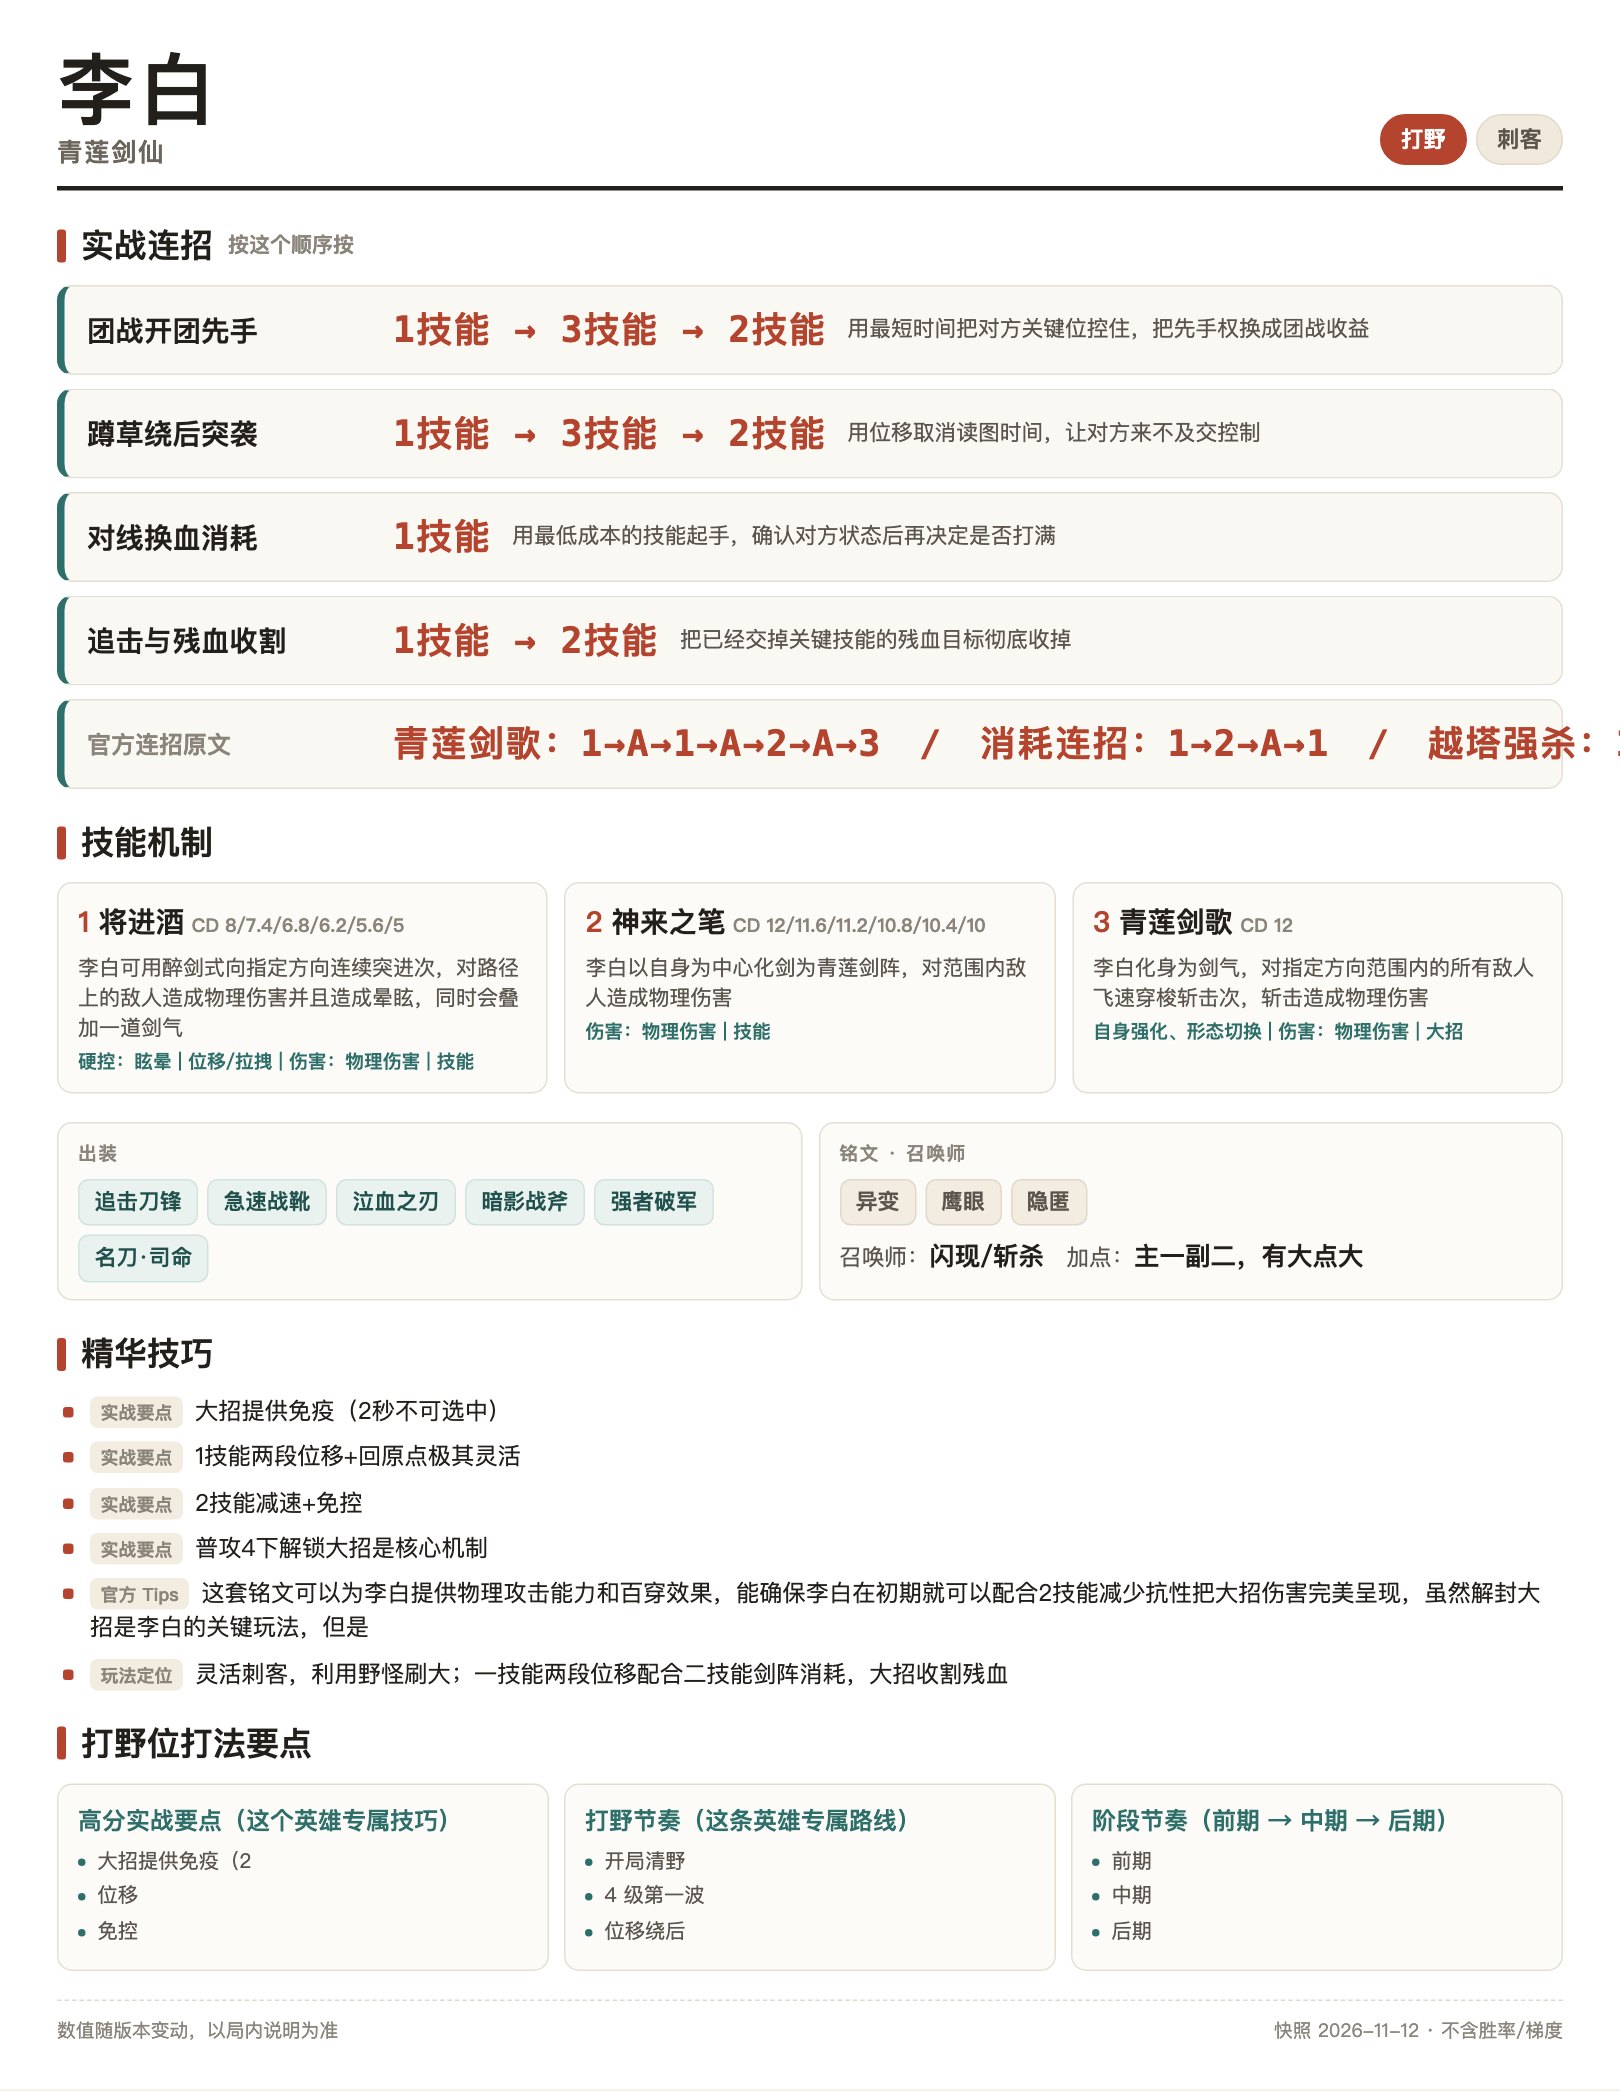 李白
青莲剑仙
打野 刺客
实战连招 按这个顺序按
团战开团先手 1技能 → 3技能 → 2技能 用最短时间把对方关键位控住，把先手权换成团战收益
蹲草绕后突袭 1技能 → 3技能 → 2技能 用位移取消读图时间，让对方来不及交控制
对线换血消耗 1技能 用最低成本的技能起手，确认对方状态后再决定是否打满
追击与残血收割 1技能 → 2技能 把已经交掉关键技能的残血目标彻底收掉
官方连招原文 青莲剑歌：1→A→1→A→2→A→3 / 消耗连招：1→2→A→1 / 越塔强杀：
技能机制
1 将进酒 CD 8/7.4/6.8/6.2/5.6/5
李白可用醉剑式向指定方向连续突进次，对路径
上的敌人造成物理伤害并且造成晕眩，同时会叠
加一道剑气
硬控：眩晕 | 位移/拉拽 | 伤害：物理伤害 | 技能
2 神来之笔 CD 12/11.6/11.2/10.8/10.4/10
李白以自身为中心化剑为青莲剑阵，对范围内敌
人造成物理伤害
伤害：物理伤害 | 技能
3 青莲剑歌 CD 12
李白化身为剑气，对指定方向范围内的所有敌人
飞速穿梭斩击次，斩击造成物理伤害
自身强化、形态切换 | 伤害：物理伤害 | 大招
出装
追击刀锋 急速战靴 泣血之刃 暗影战斧 强者破军
名刀·司命
铭文 · 召唤师
异变 鹰眼 隐匿
召唤师：闪现/斩杀 加点：主一副二，有大点大
精华技巧
实战要点 大招提供免疫（2秒不可选中）
实战要点 1技能两段位移+回原点极其灵活
实战要点 2技能减速+免控
实战要点 普攻4下解锁大招是核心机制
官方 Tips 这套铭文可以为李白提供物理攻击能力和百穿效果，能确保李白在初期就可以配合2技能减少抗性把大招伤害完美呈现，虽然解封大
招是李白的关键玩法，但是
玩法定位 灵活刺客，利用野怪刷大；一技能两段位移配合二技能剑阵消耗，大招收割残血
打野位打法要点
高分实战要点（这个英雄专属技巧）
大招提供免疫（2
位移
免控
打野节奏（这条英雄专属路线）
开局清野
4 级第一波
位移绕后
阶段节奏（前期 → 中期 → 后期）
前期
中期
后期
数值随版本变动，以局内说明为准
快照 2026-11-12 · 不含胜率/梯度